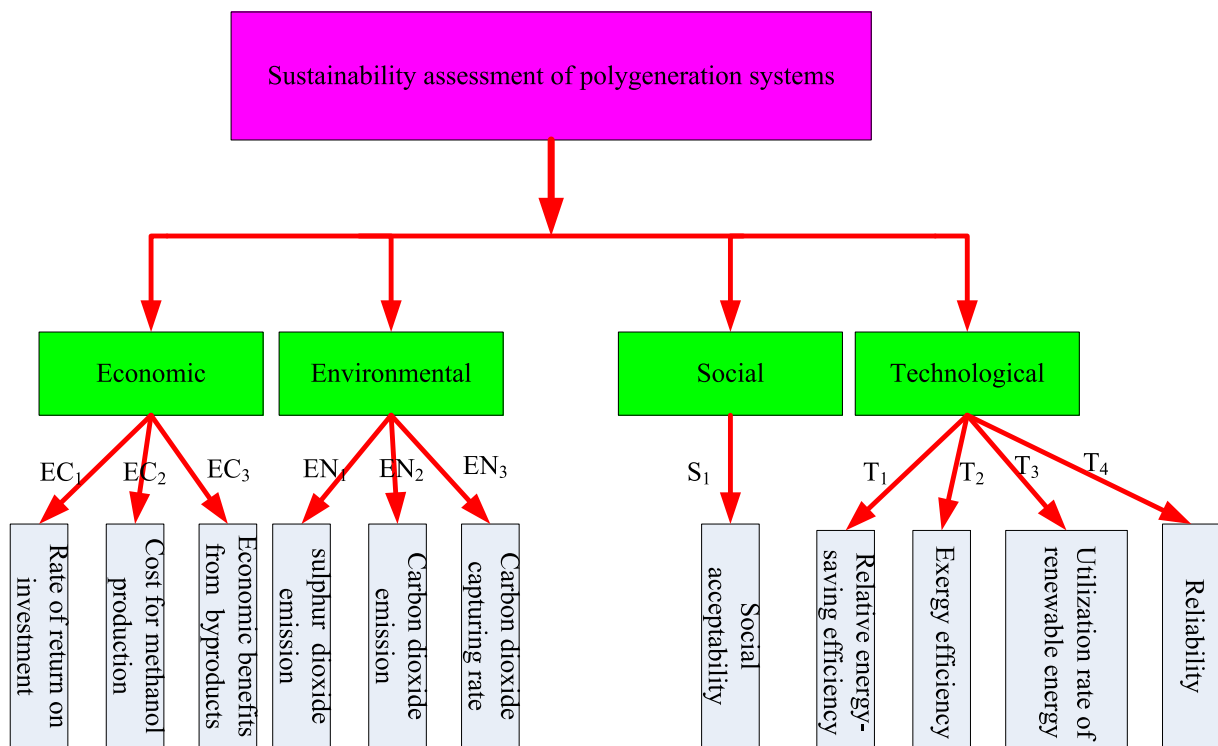 Sustainability assessment of polygeneration systems
Economic
Environmental
Social
Technological
EC₁
EC₂
EC₃
EN₁
EN₂
EN₃
S₁
T₁
T₂
T₃
T₄
Rate of return on
investment
Cost for methanol
production
Economic benefits
from byproducts
sulphur dioxide
emission
Carbon dioxide
emission
Carbon dioxide
capturing rate
Social
acceptability
Relative energy-
saving efficiency
Exergy efficiency
Utilization rate of
renewable energy
Reliability